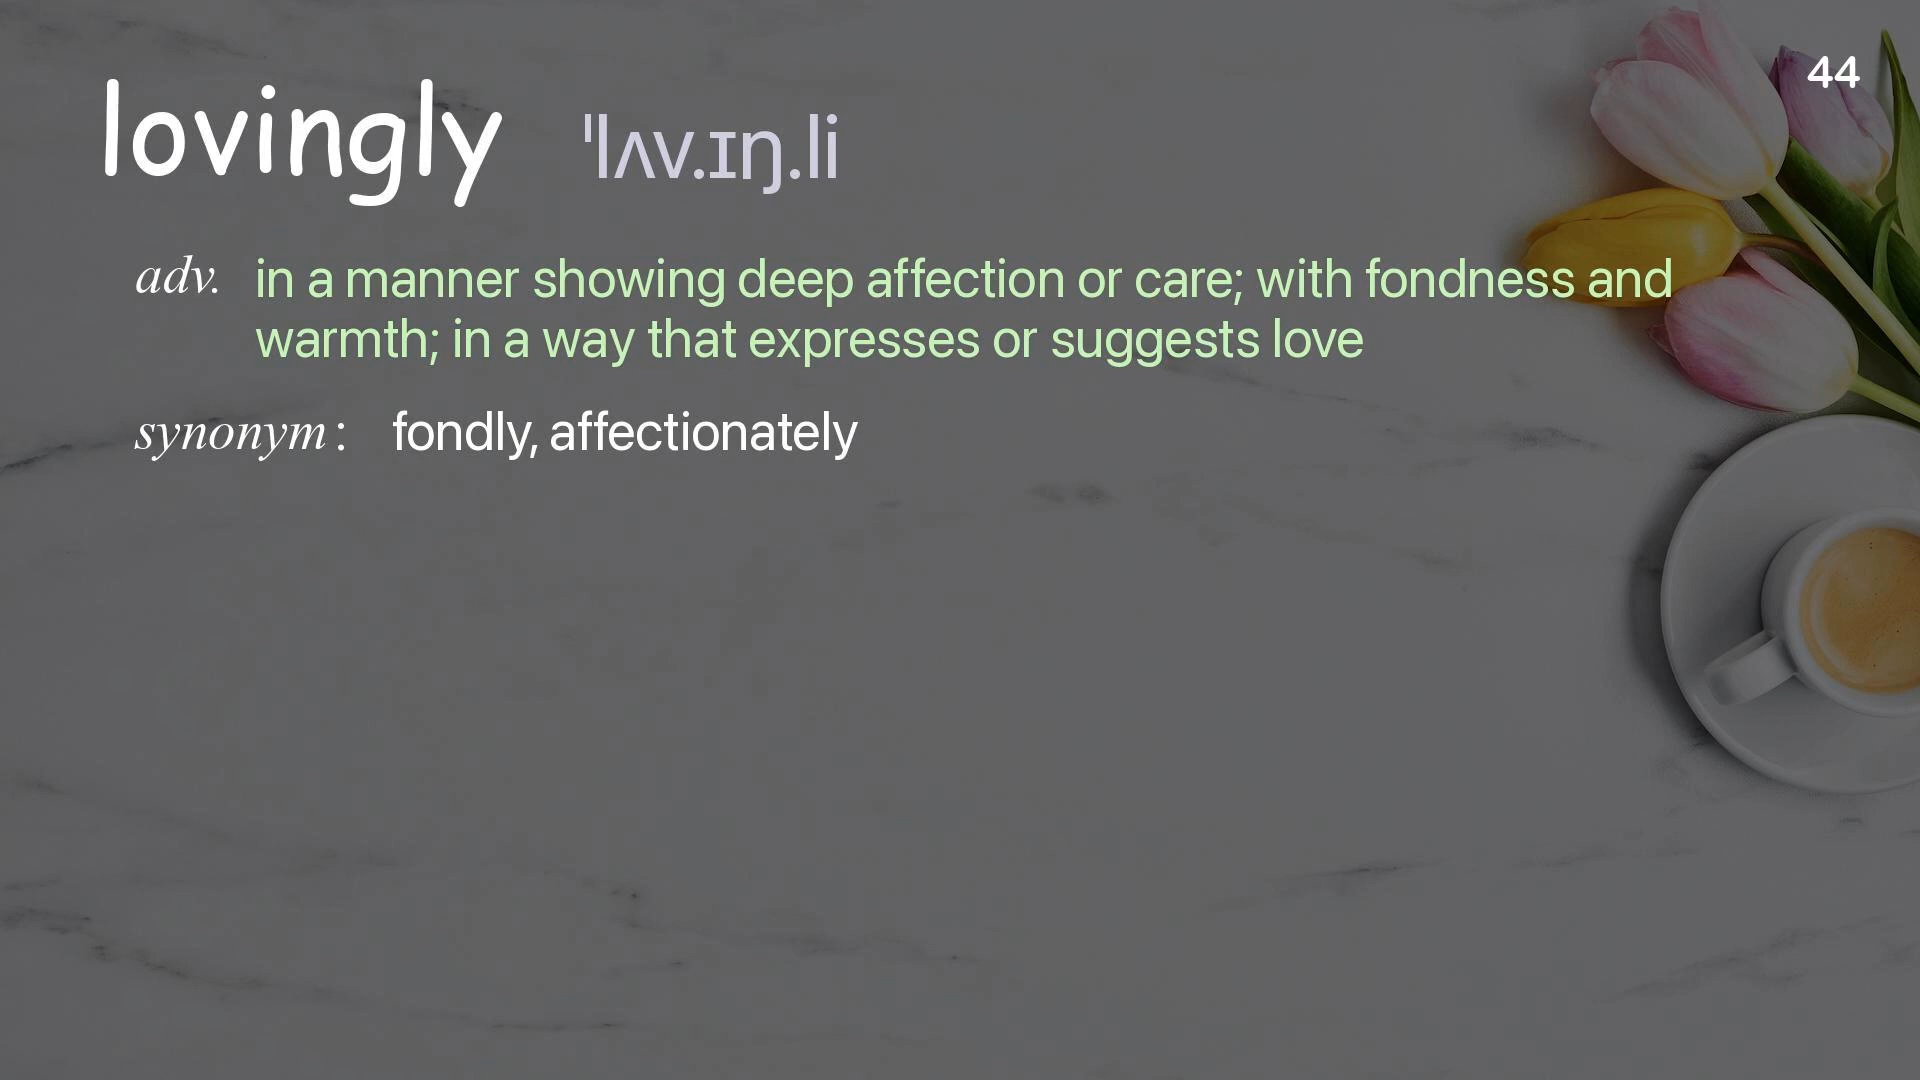 44
lovingly ˈlʌv.ɪŋ.li
adv. in a manner showing deep affection or care; with fondness and
warmth; in a way that expresses or suggests love
synonym : fondly, affectionately